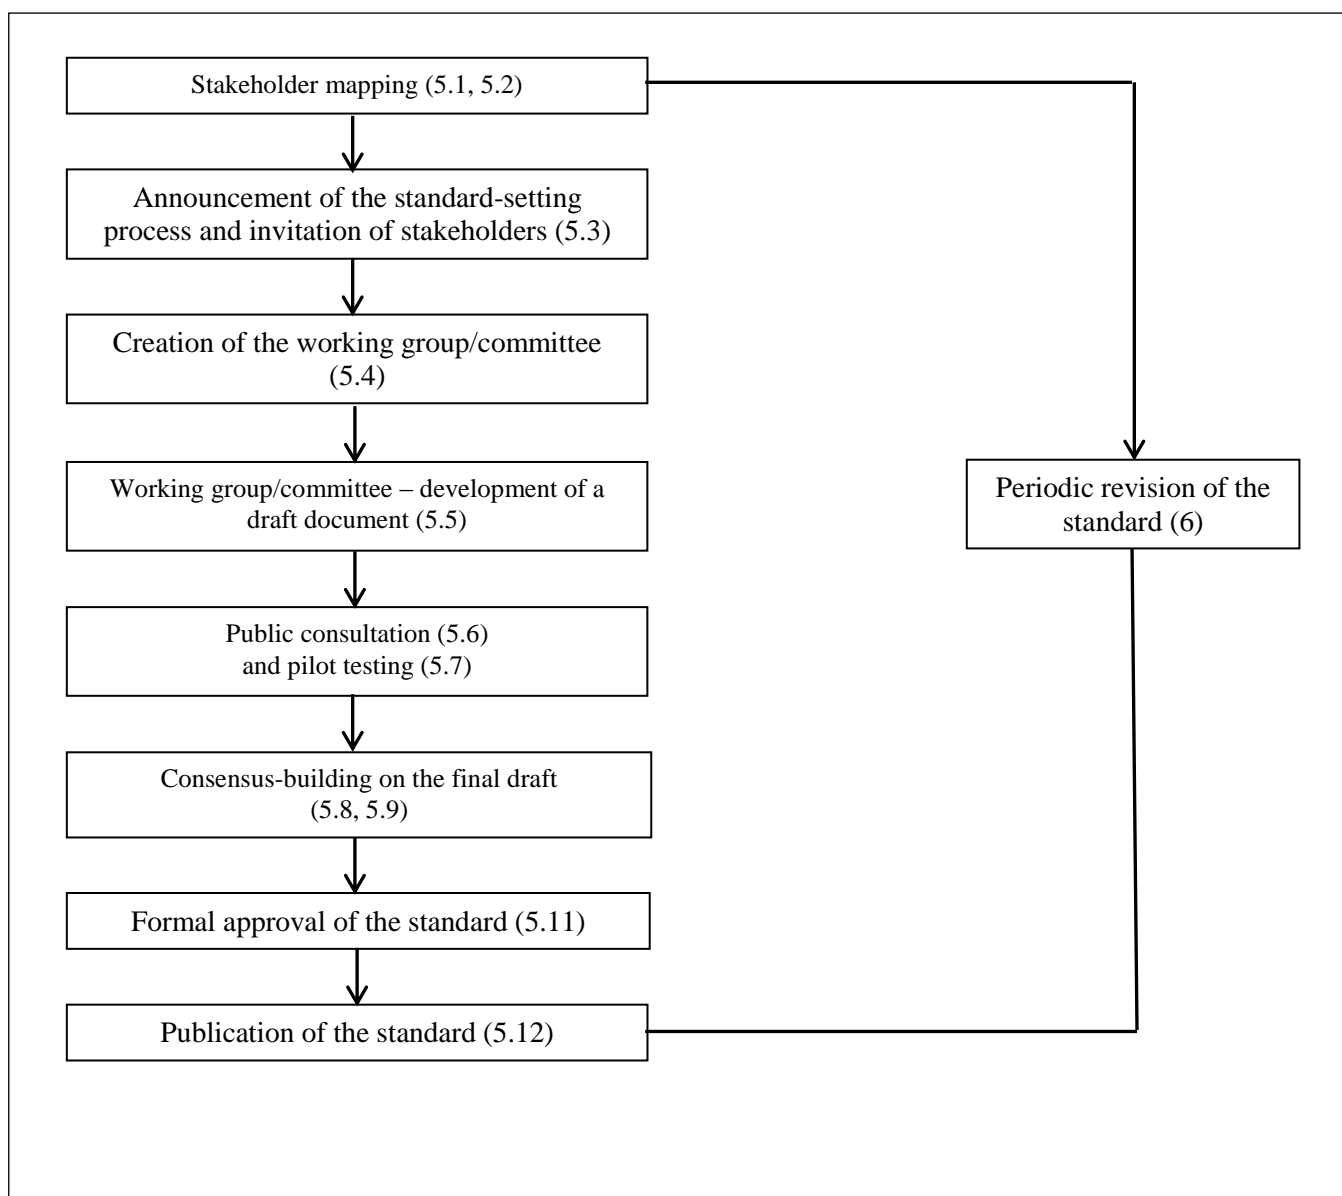 Stakeholder mapping (5.1, 5.2)
Announcement of the standard-setting
process and invitation of stakeholders (5.3)
Creation of the working group/committee
(5.4)
Working group/committee – development of a
draft document (5.5)
Public consultation (5.6)
and pilot testing (5.7)
Consensus-building on the final draft
(5.8, 5.9)
Formal approval of the standard (5.11)
Publication of the standard (5.12)
Periodic revision of the
standard (6)